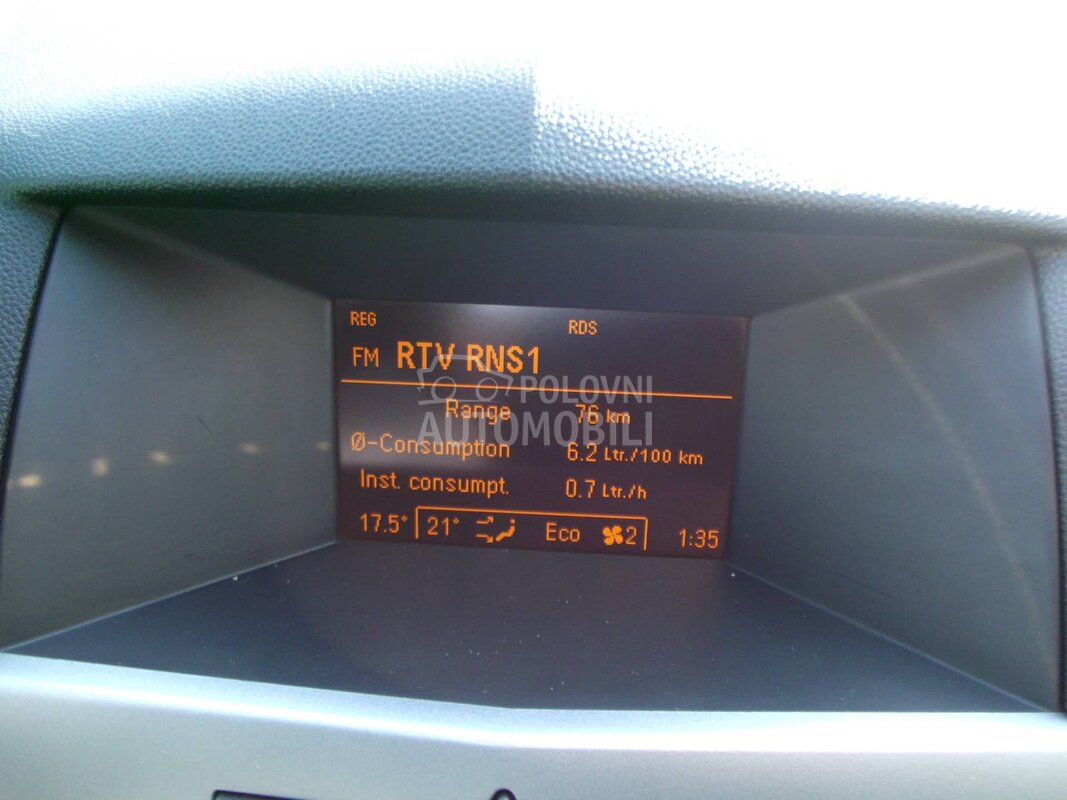 REG RDS
FM RTV RNS1
POLOVNI
AUTOMOBILI
Range 76 km
Ø-Consumption 6.2 Ltr./100 km
Inst. consumpt. 0.7 Ltr./h
17.5° 21° Eco 2 1:35